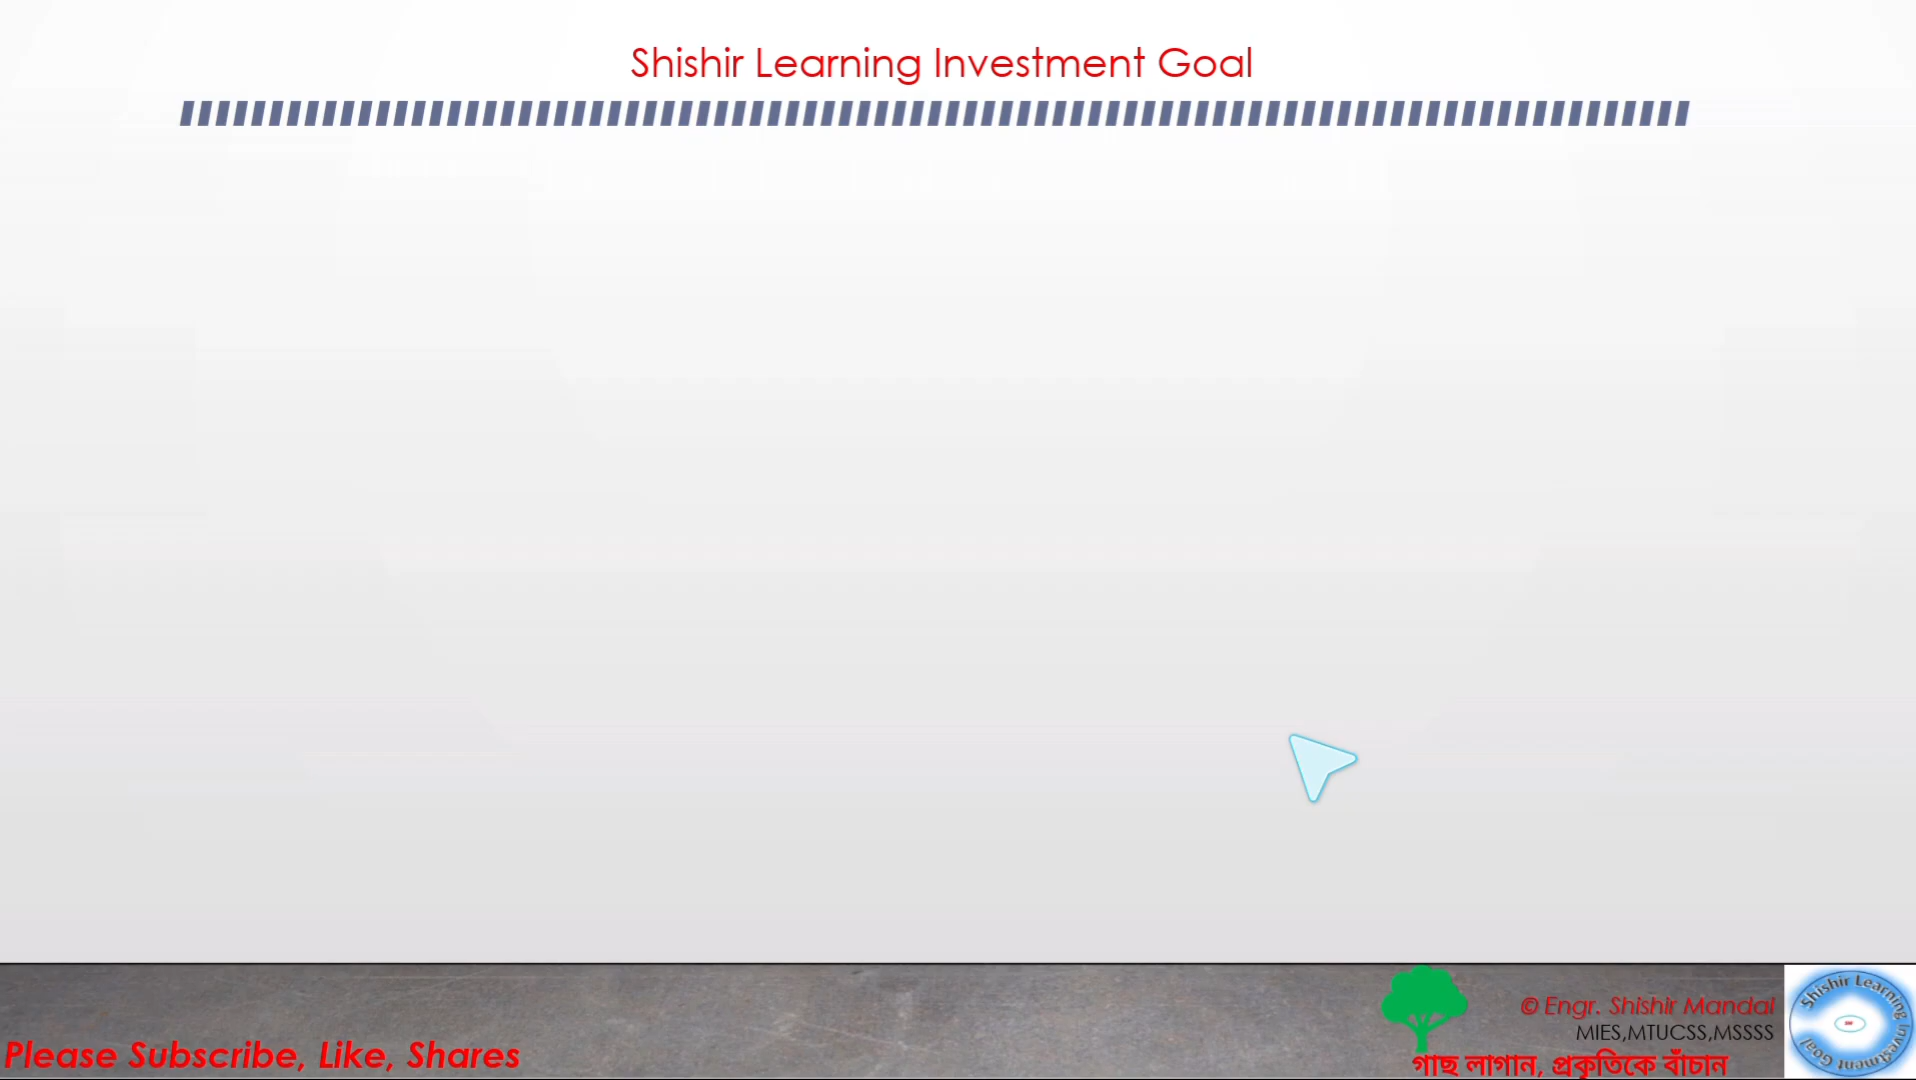 Shishir Learning Investment Goal
© Engr. Shishir Mandal
MIES,MTUCSS,MSSSS
Please Subscribe, Like, Shares
গাছ লাগান, প্রকৃতিকে বাঁচান
Shishir Learning Investment Goal